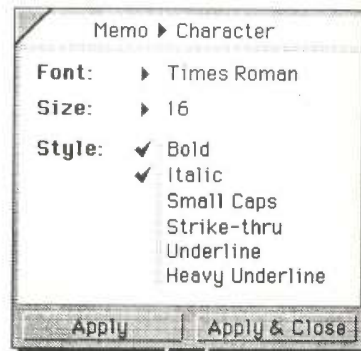 Memo ▶ Character
Font: ▶ Times Roman
Size: ▶ 16
Style: ✔ Bold
✔ Italic
Small Caps
Strike-thru
Underline
Heavy Underline
Apply Apply & Close